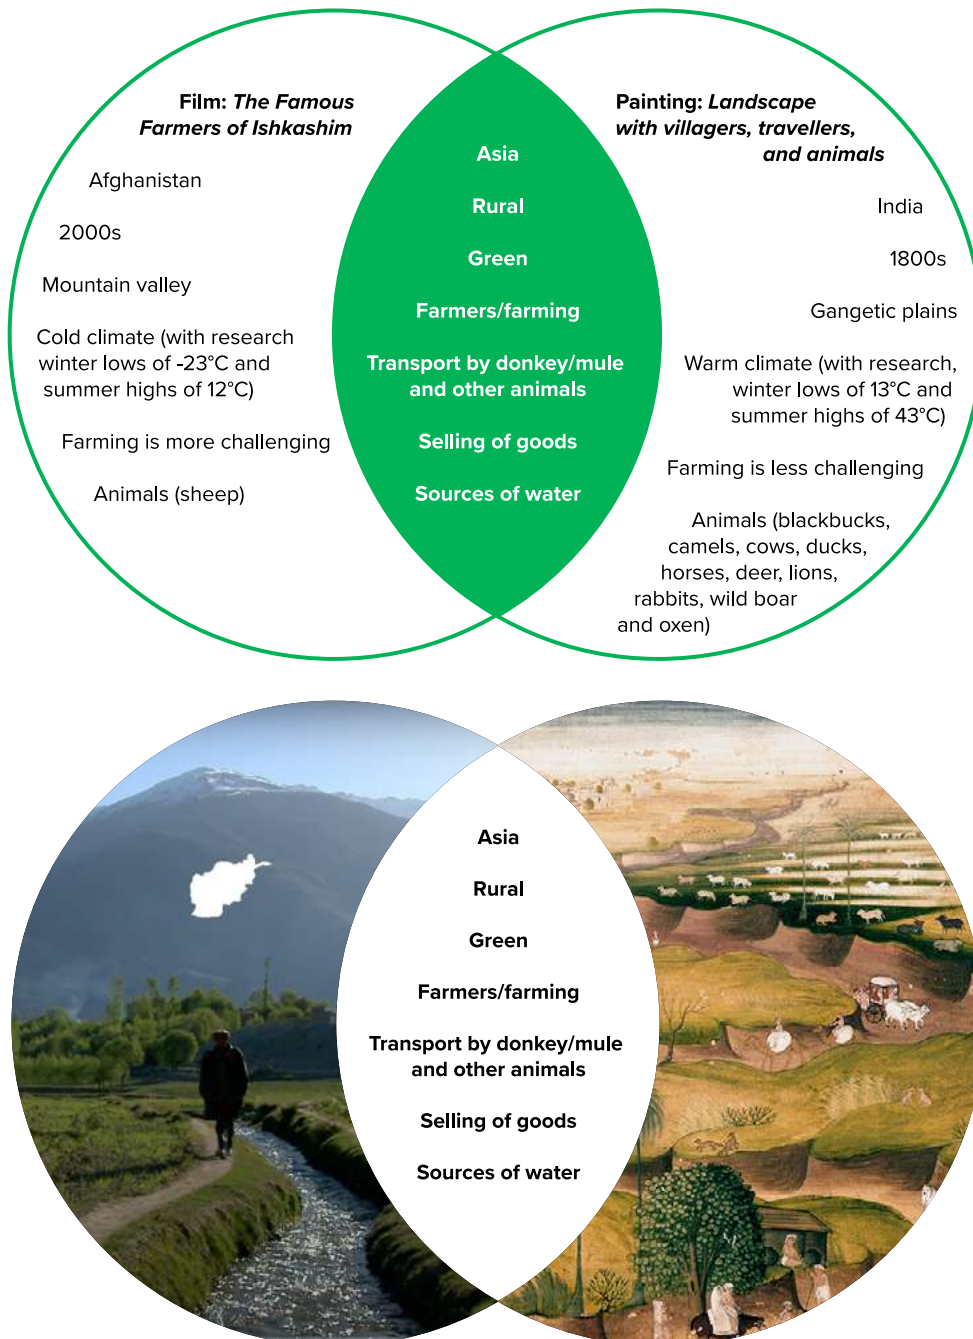 Film: The Famous
Farmers of Ishkashim
Afghanistan
2000s
Mountain valley
Cold climate (with research
winter lows of -23°C and
summer highs of 12°C)
Farming is more challenging
Animals (sheep)
Asia
Rural
Green
Farmers/farming
Transport by donkey/mule
and other animals
Selling of goods
Sources of water
Painting: Landscape
with villagers, travellers,
and animals
India
1800s
Gangetic plains
Warm climate (with research,
winter lows of 13°C and
summer highs of 43°C)
Farming is less challenging
Animals (blackbucks,
camels, cows, ducks,
horses, deer, lions,
rabbits, wild boar
and oxen)
Asia
Rural
Green
Farmers/farming
Transport by donkey/mule
and other animals
Selling of goods
Sources of water